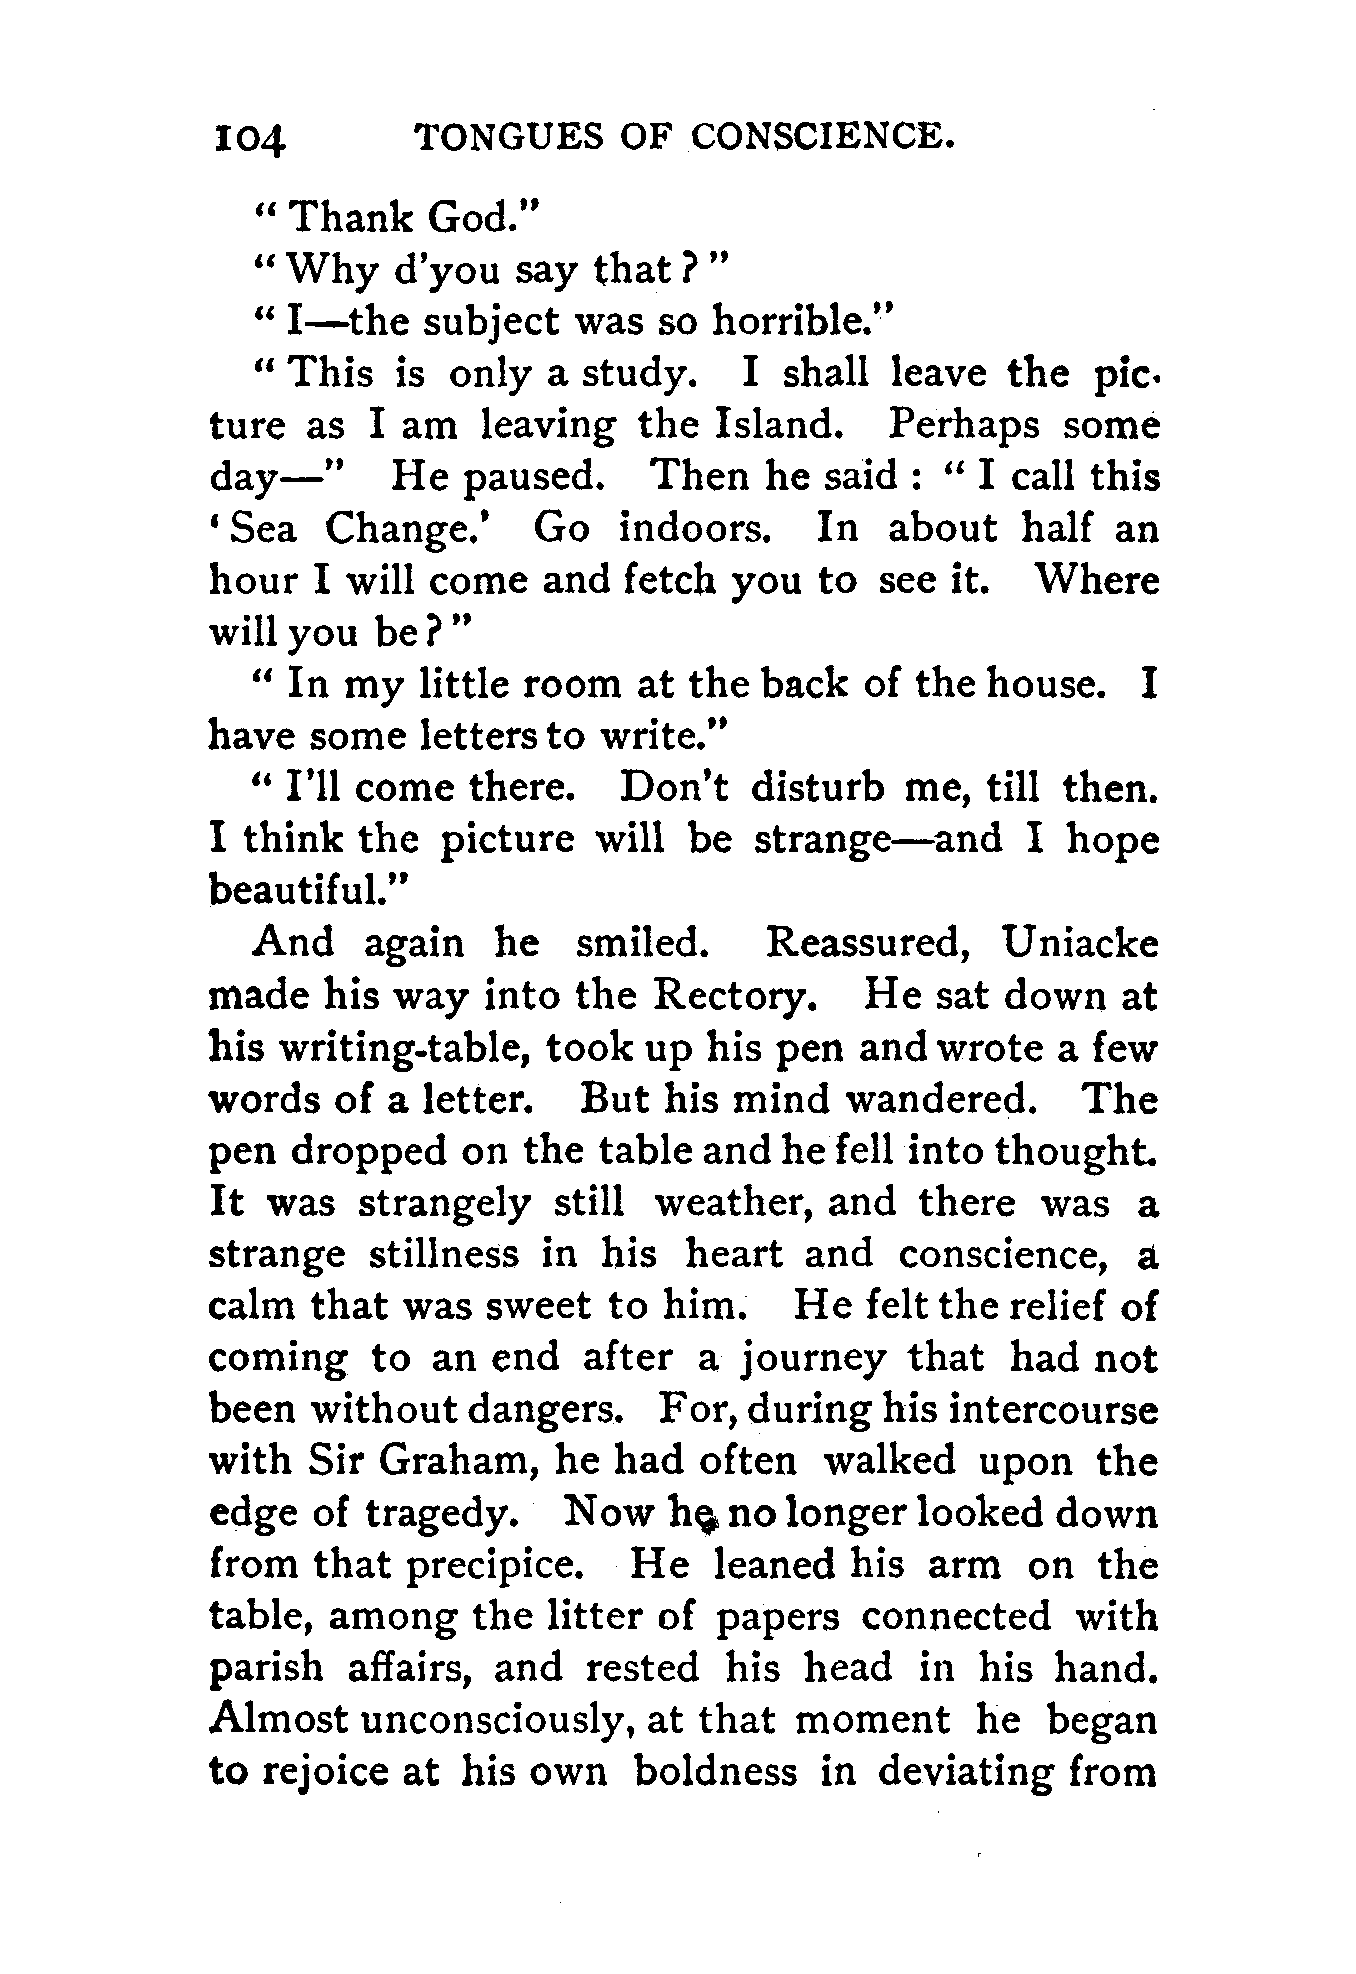 104 TONGUES OF CONSCIENCE.
"Thank God."
"Why d'you say that?"
"I—the subject was so horrible."
"This is only a study. I shall leave the pic-
ture as I am leaving the Island. Perhaps some
day—" He paused. Then he said: "I call this
'Sea Change.' Go indoors. In about half an
hour I will come and fetch you to see it. Where
will you be?"
"In my little room at the back of the house. I
have some letters to write."
"I'll come there. Don't disturb me, till then.
I think the picture will be strange—and I hope
beautiful."
And again he smiled. Reassured, Uniacke
made his way into the Rectory. He sat down at
his writing-table, took up his pen and wrote a few
words of a letter. But his mind wandered. The
pen dropped on the table and he fell into thought.
It was strangely still weather, and there was a
strange stillness in his heart and conscience, a
calm that was sweet to him. He felt the relief of
coming to an end after a journey that had not
been without dangers. For, during his intercourse
with Sir Graham, he had often walked upon the
edge of tragedy. Now he no longer looked down
from that precipice. He leaned his arm on the
table, among the litter of papers connected with
parish affairs, and rested his head in his hand.
Almost unconsciously, at that moment he began
to rejoice at his own boldness in deviating from